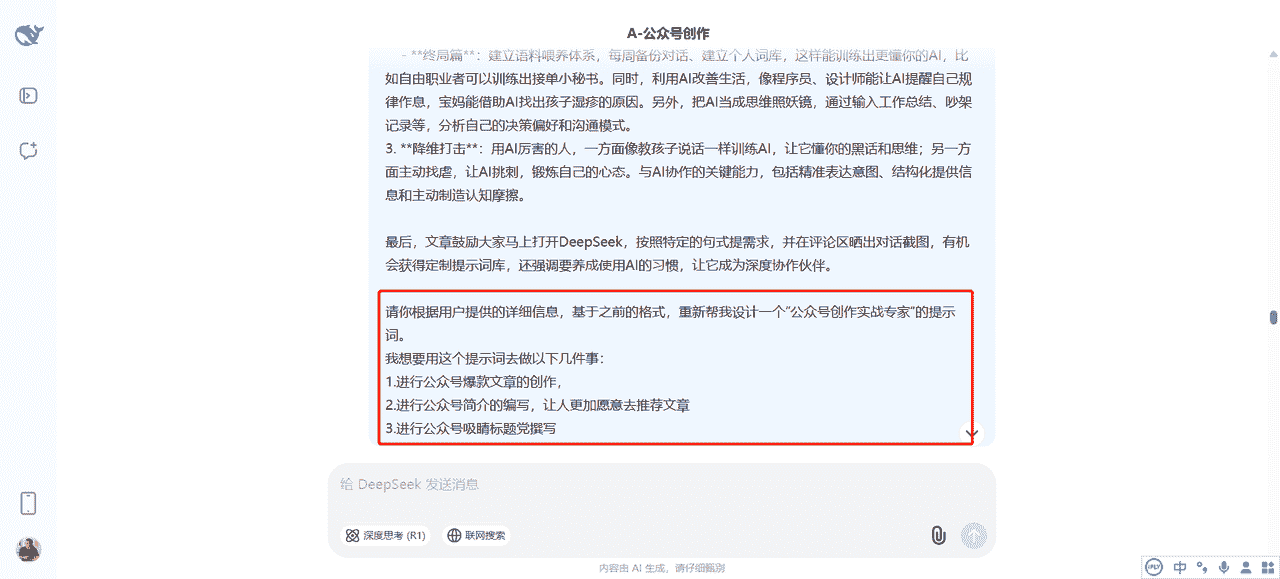 A-公众号创作
- **终局篇**：建立语料喂养体系，每周备份对话、建立个人词库，这样能训练出更懂你的AI，比
如自由职业者可以训练出接单小秘书。同时，利用AI改善生活，像程序员、设计师能让AI提醒自己规
律作息，宝妈能借助AI找出孩子湿疹的原因。另外，把AI当成思维照妖镜，通过输入工作总结、吵架
记录等，分析自己的决策偏好和沟通模式。
3. **降维打击**：用AI厉害的人，一方面像教孩子说话一样训练AI，让它懂你的黑话和思维；另一方
面主动找虐，让AI挑刺，锻炼自己的心态。与AI协作的关键能力，包括精准表达意图、结构化提供信
息和主动制造认知摩擦。
最后，文章鼓励大家马上打开DeepSeek，按照特定的句式提需求，并在评论区晒出对话截图，有机
会获得定制提示词库，还强调要养成使用AI的习惯，让它成为深度协作伙伴。
请你根据用户提供的详细信息，基于之前的格式，重新帮我设计一个“公众号创作实战专家”的提示
词。
我想要用这个提示词去做以下几件事：
1.进行公众号爆款文章的创作，
2.进行公众号简介的编写，让人更加愿意去推荐文章
3.进行公众号吸睛标题党撰写
给 DeepSeek 发送消息
深度思考 (R1) 联网搜索
内容由 AI 生成，请仔细甄别
iFLY 中